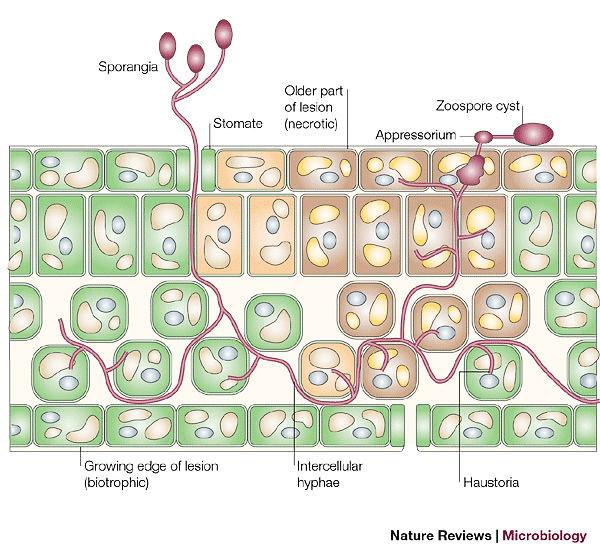 Sporangia
Stomate
Older part
of lesion
(necrotic)
Zoospore cyst
Appressorium
Growing edge of lesion
(biotrophic)
Intercellular
hyphae
Haustoria
Nature Reviews | Microbiology